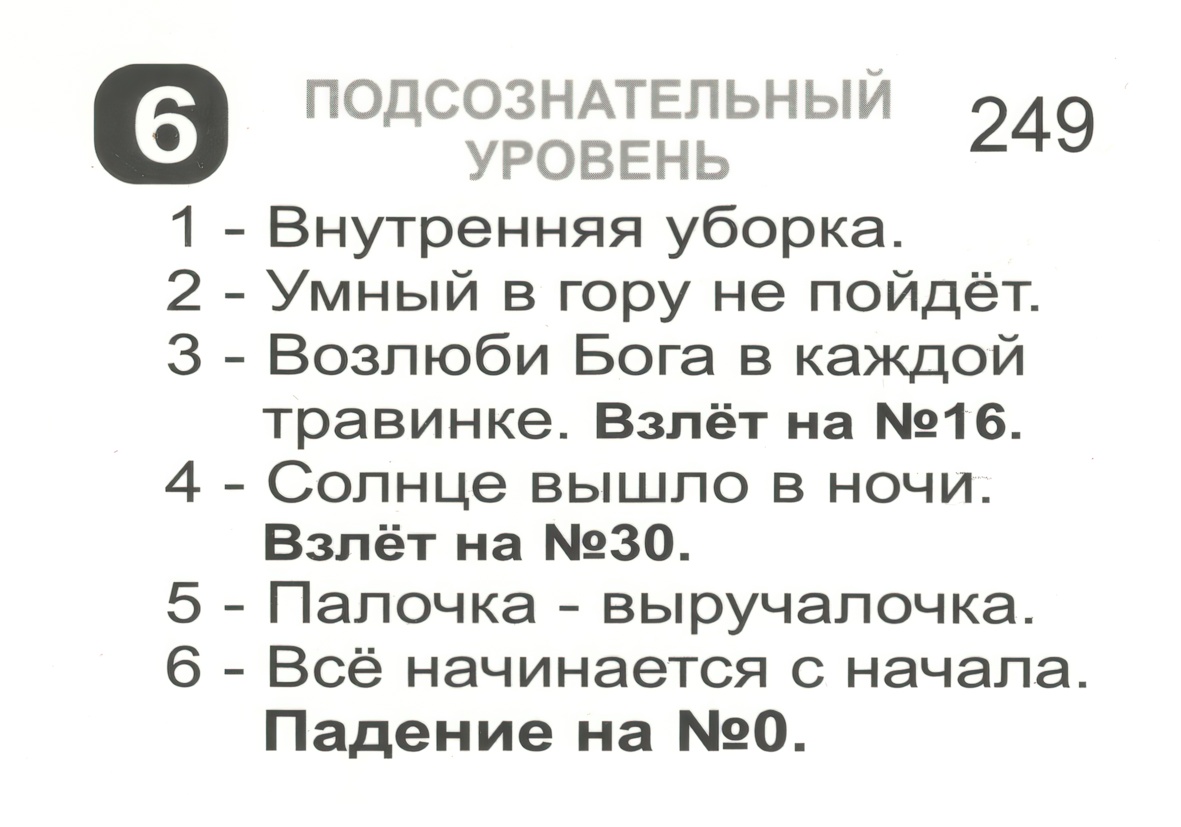 6
ПОДСОЗНАТЕЛЬНЫЙ
УРОВЕНЬ
249
1 - Внутренняя уборка.
2 - Умный в гору не пойдёт.
3 - Возлюби Бога в каждой
травинке. Взлёт на №16.
4 - Солнце вышло в ночи.
Взлёт на №30.
5 - Палочка - выручалочка.
6 - Всё начинается с начала.
Падение на №0.